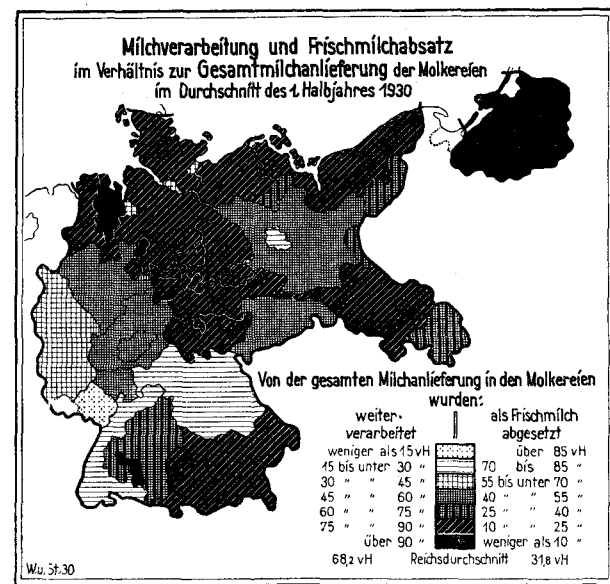 Milchverarbeitung und Frischmilchabsatz
im Verhältnis zur Gesamtmilchanlieferung der Molkereien
im Durchschnitt des 1. Halbjahres 1930
Von der gesamten Milchanlieferung in den Molkereien
wurden:
weiter- verarbeitet als Frischmilch abgesetzt
weniger als 15 vH über 85 vH
15 bis unter 30 " 70 bis 85 "
30 " " 45 " 55 bis unter 70 "
45 " " 60 " 40 " " 55 "
60 " " 75 " 25 " " 40 "
75 " " 90 " 10 " " 25 "
über 90 " weniger als 10 "
68,2 vH Reichsdurchschnitt 31,8 vH
W.u. St. 30